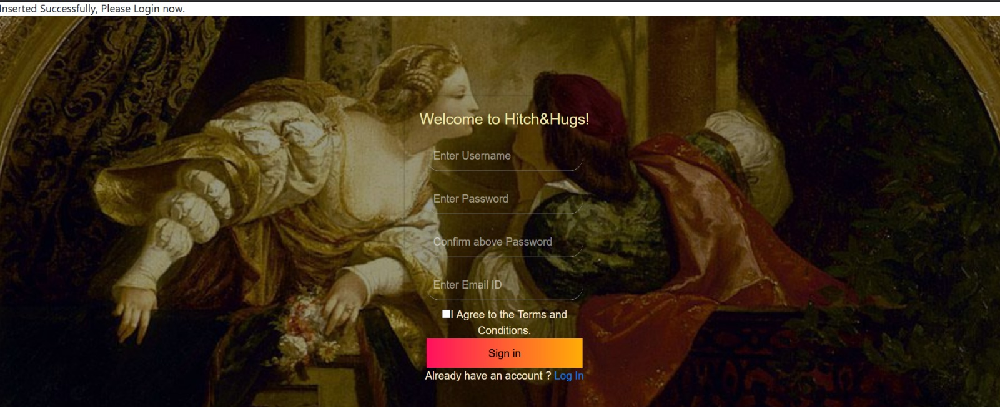 Inserted Successfully, Please Login now.
Welcome to Hitch&Hugs!
Enter Username
Enter Password
Confirm above Password
Enter Email ID
I Agree to the Terms and
Conditions.
Sign in
Already have an account ? Log In